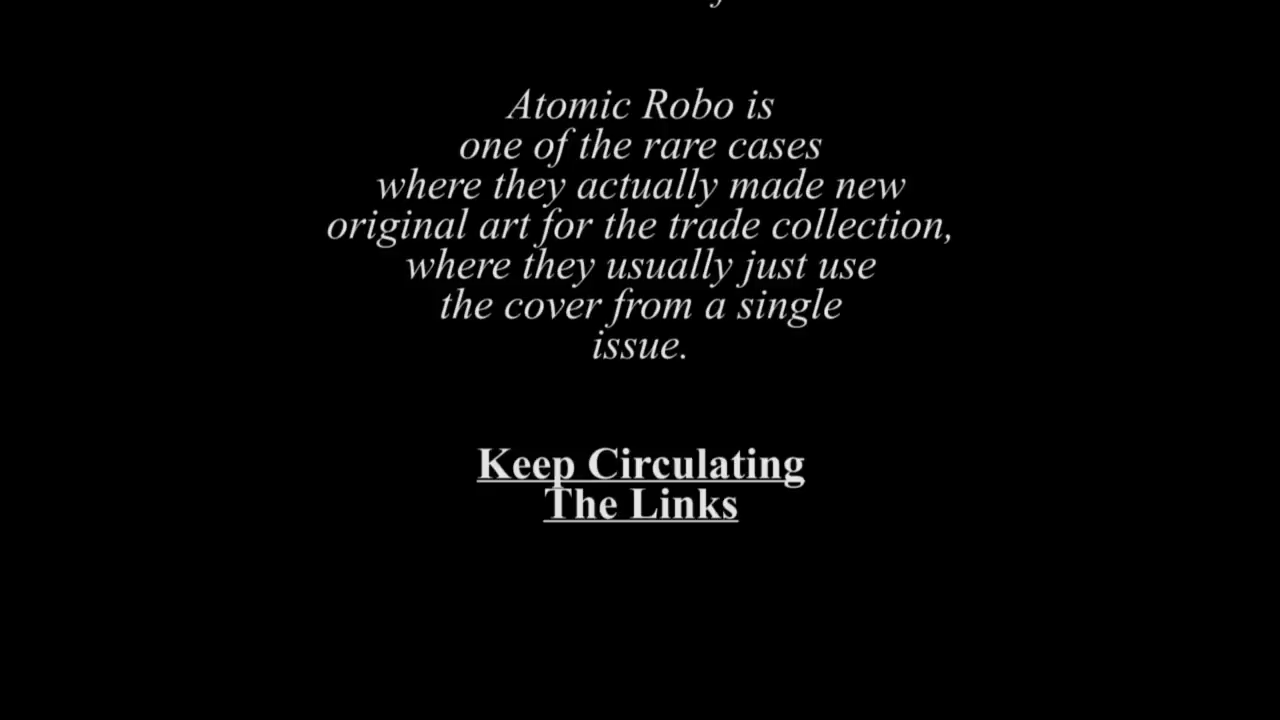 Atomic Robo is
one of the rare cases
where they actually made new
original art for the trade collection,
where they usually just use
the cover from a single
issue.
Keep Circulating
The Links